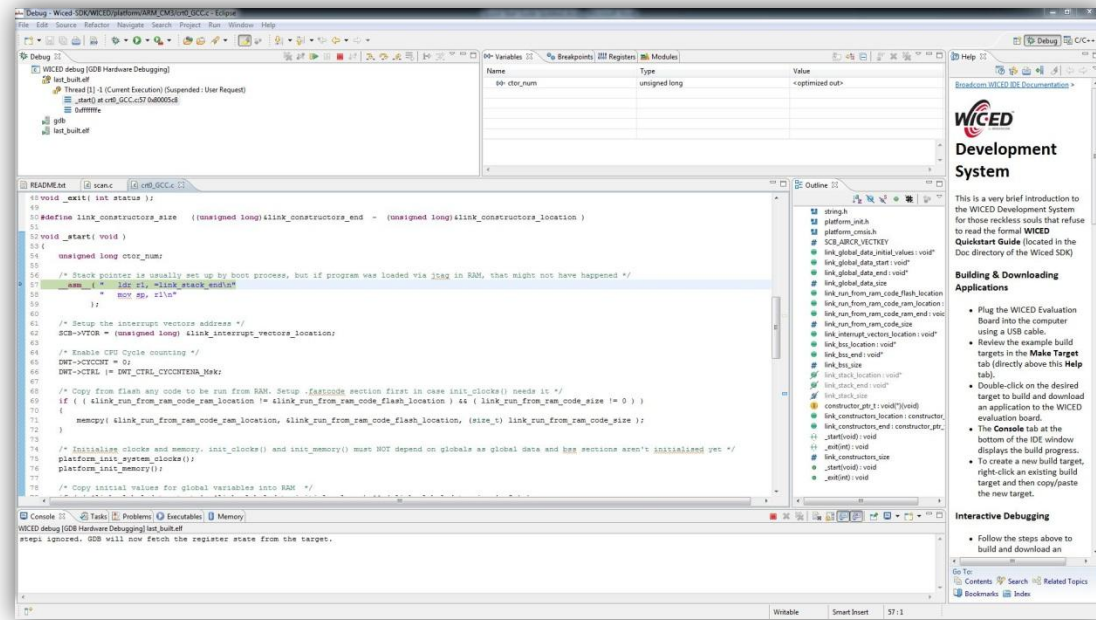 Debug - Wiced-SDK/WICED/platform/ARM_CM3/crt0_GCC.c - Eclipse
File Edit Source Refactor Navigate Search Project Run Window Help
Debug C/C++
Debug
WICED debug [GDB Hardware Debugging]
last_built.elf
Thread [1] -1 (Current Execution) (Suspended : User Request)
_start() at crt0_GCC.c:57 0x80005c8
0xfffffffe
gdb
last_built.elf
Variables Breakpoints Registers Modules
Name Type Value
ctor_num unsigned long <optimized out>
README.txt scan.c crt0_GCC.c
48 void _exit( int status );
49
50 #define link_constructors_size ((unsigned long)&link_constructors_end - (unsigned long)&link_constructors_location )
51
52 void _start( void )
53 {
54 unsigned long ctor_num;
55
56 /* Stack pointer is usually set up by boot process, but if program was loaded via jtag in RAM, that might not have happened */
57 __asm__( " ldr r1, =link_stack_end\n"
58 " mov sp, r1\n"
59 );
60
61 /* Setup the interrupt vectors address */
62 SCB->VTOR = (unsigned long) &link_interrupt_vectors_location;
63
64 /* Enable CPU Cycle counting */
65 DWT->CYCCNT = 0;
66 DWT->CTRL |= DWT_CTRL_CYCCNTENA_Msk;
67
68 /* Copy from flash any code to be run from RAM. Setup .fastcode section first in case init_clocks() needs it */
69 if ( ( &link_run_from_ram_code_ram_location != &link_run_from_ram_code_flash_location ) && ( link_run_from_ram_code_size != 0 ) )
70 {
71 memcpy( &link_run_from_ram_code_ram_location, &link_run_from_ram_code_flash_location, (size_t) link_run_from_ram_code_size );
72 }
73
74 /* Initialise clocks and memory. init_clocks() and init_memory() must NOT depend on globals as global data and bss sections aren't initialised yet */
75 platform_init_system_clocks();
76 platform_init_memory();
77
78 /* Copy initial values for global variables into RAM */
Outline
string.h
platform_init.h
platform_cmsis.h
SCB_AIRCR_VECTKEY
link_global_data_initial_values : void*
link_global_data_start : void*
link_global_data_end : void*
link_global_data_size
link_run_from_ram_code_flash_location
link_run_from_ram_code_ram_location :
link_run_from_ram_code_ram_end : voic
link_run_from_ram_code_size
link_interrupt_vectors_location : void*
link_bss_location : void*
link_bss_end : void*
link_bss_size
link_stack_location : void*
link_stack_end : void*
link_stack_size
constructor_ptr_t : void(*)(void)
link_constructors_location : constructor_
link_constructors_end : constructor_ptr_
_start(void) : void
_exit(int) : void
link_constructors_size
_start(void) : void
_exit(int) : void
Help
Broadcom WICED IDE Documentation >
WICED
Development
System
This is a very brief introduction to
the WICED Development System
for those reckless souls that refuse
to read the formal WICED
Quickstart Guide (located in the
Doc directory of the Wiced SDK)
Building & Downloading
Applications
• Plug the WICED Evaluation
Board into the computer
using a USB cable.
• Review the example build
targets in the Make Target
tab (directly above this Help
tab).
• Double-click on the desired
target to build and download
an application to the WICED
evaluation board.
• The Console tab at the
bottom of the IDE window
displays the build progress.
• To create a new build target,
right-click an existing build
target and then copy/paste
the new target.
Interactive Debugging
• Follow the steps above to
build and download an
Go To:
Contents Search Related Topics
Bookmarks Index
Console Tasks Problems Executables Memory
WICED debug [GDB Hardware Debugging] last_built.elf
stepi ignored. GDB will now fetch the register state from the target.
Writable Smart Insert 57 : 1